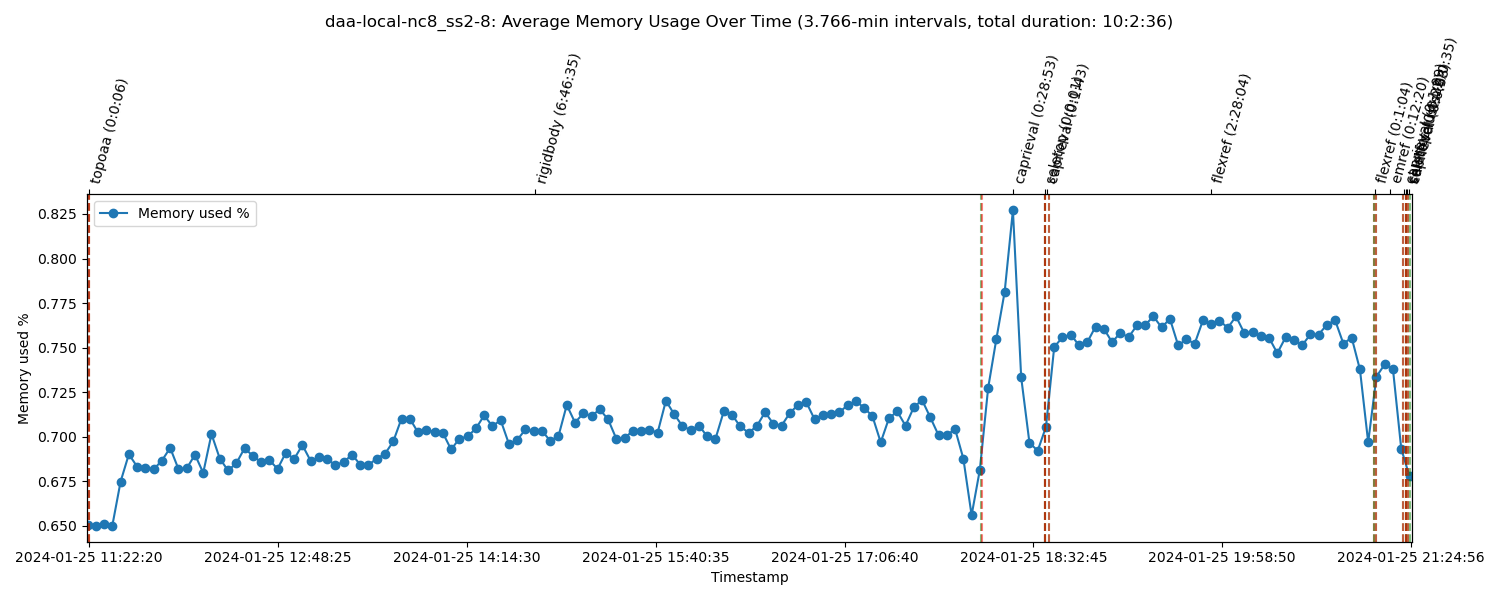 daa-local-nc8_ss2-8: Average Memory Usage Over Time (3.766-min intervals, total duration: 10:2:36)
topoaa (0:0:06)
rigidbody (6:46:35)
caprieval (0:28:53)
caprieval (0:1:43)
flexref (2:28:04)
flexref (0:1:04)
emref (0:12:20)
Memory used %
0.825
0.800
0.775
0.750
0.725
0.700
0.675
0.650
Memory used %
2024-01-25 11:22:20
2024-01-25 12:48:25
2024-01-25 14:14:30
2024-01-25 15:40:35
2024-01-25 17:06:40
2024-01-25 18:32:45
2024-01-25 19:58:50
2024-01-25 21:24:56
Timestamp